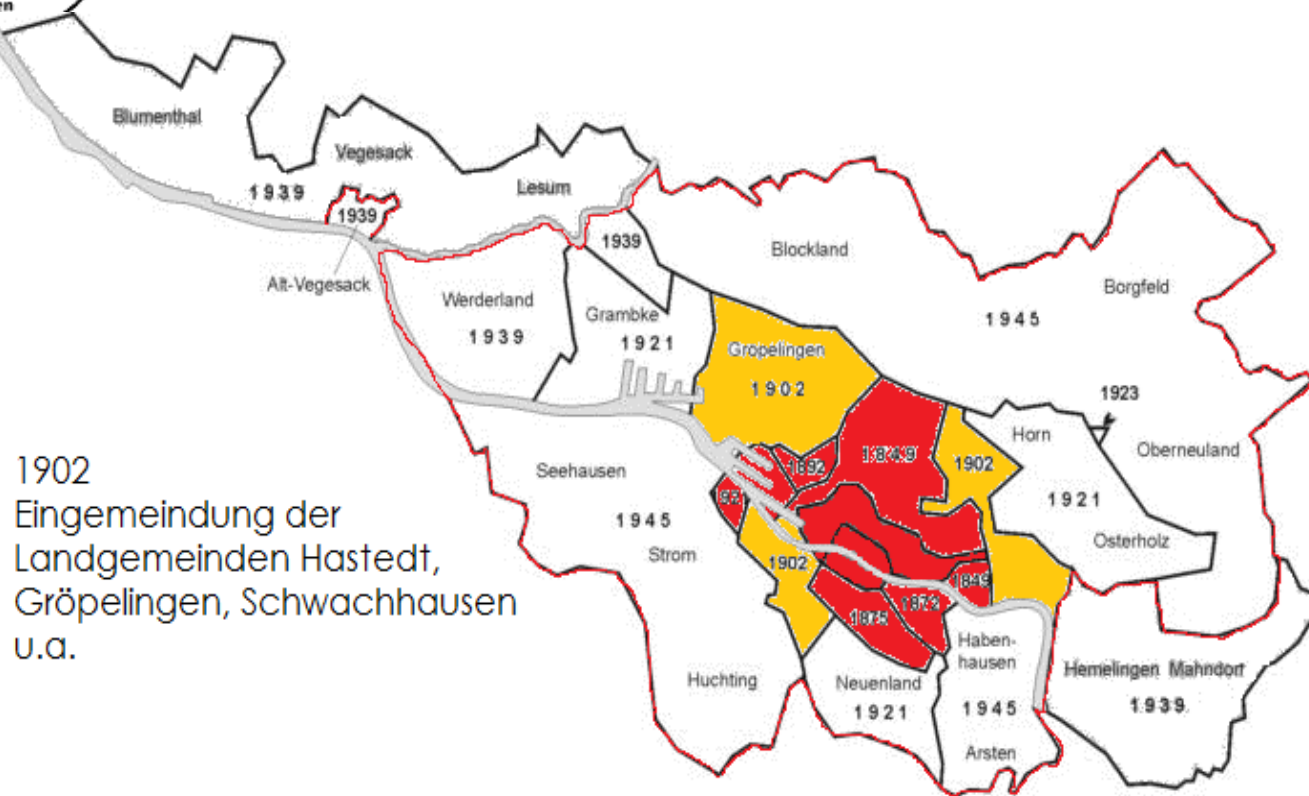 en
Blumenthal
Vegesack
1939
Lesum
1939
1939
Alt-Vegesack
Blockland
Werderland
1939
Borgfeld
Grambke
1921
1945
Gröpelingen
1902
1923
Horn
1892
1849
1902
Oberneuland
Seehausen
1921
92
1945
Osterholz
Strom
1902
1849
1872
1875
1902
Eingemeindung der
Landgemeinden Hastedt,
Gröpelingen, Schwachhausen
u.a.
Haben-
hausen
Huchting
Neuenland
1921
1945
Arsten
Hemelingen Mahndorf
1939